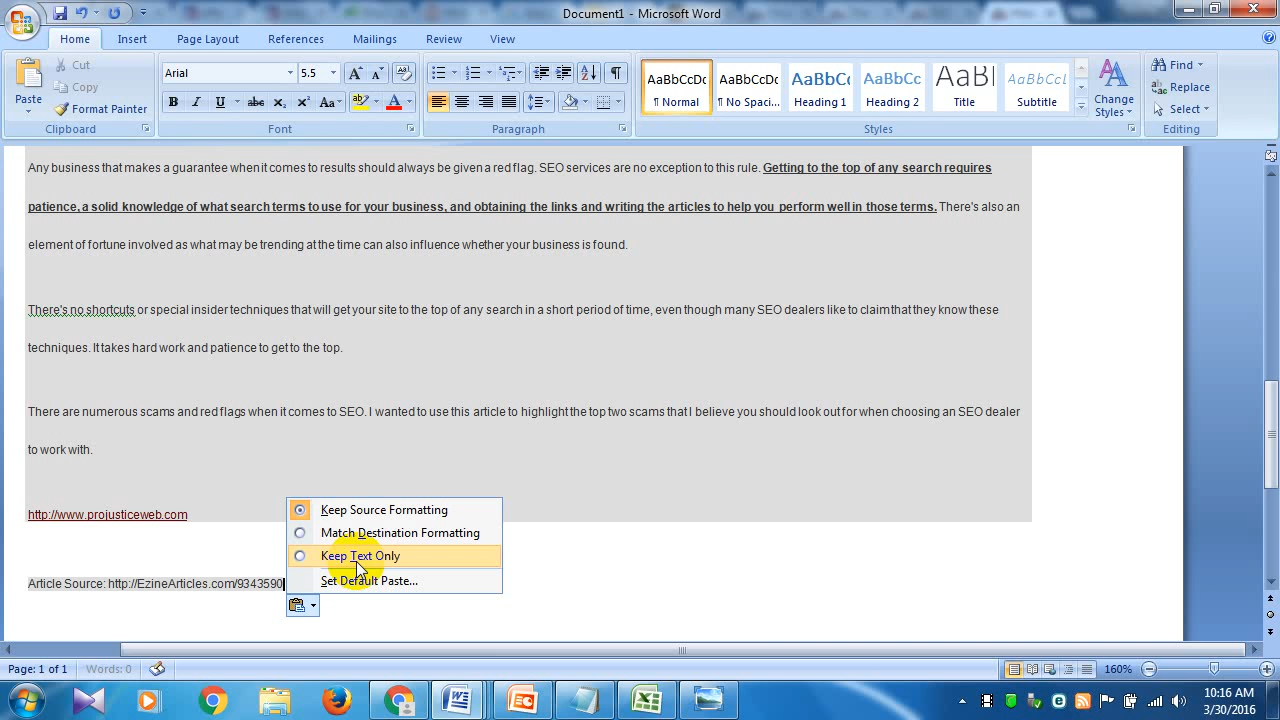 Document1 - Microsoft Word
Home Insert Page Layout References Mailings Review View
Paste
Cut
Copy
Format Painter
Clipboard
Arial 5.5
Font
Paragraph
AaBbCcDc AaBbCcDc AaBbCc AaBbCc AaBl AaBbCcL
¶ Normal ¶ No Spaci... Heading 1 Heading 2 Title Subtitle
Change
Styles
Styles
Find
Replace
Select
Editing
Any business that makes a guarantee when it comes to results should always be given a red flag. SEO services are no exception to this rule. Getting to the top of any search requires
patience, a solid knowledge of what search terms to use for your business, and obtaining the links and writing the articles to help you perform well in those terms. There's also an
element of fortune involved as what may be trending at the time can also influence whether your business is found.
There's no shortcuts or special insider techniques that will get your site to the top of any search in a short period of time, even though many SEO dealers like to claim that they know these
techniques. It takes hard work and patience to get to the top.
There are numerous scams and red flags when it comes to SEO. I wanted to use this article to highlight the top two scams that I believe you should look out for when choosing an SEO dealer
to work with.
http://www.projusticeweb.com
Keep Source Formatting
Match Destination Formatting
Keep Text Only
Set Default Paste...
Article Source: http://EzineArticles.com/9343590
Page: 1 of 1 Words: 0 160%
10:16 AM
3/30/2016